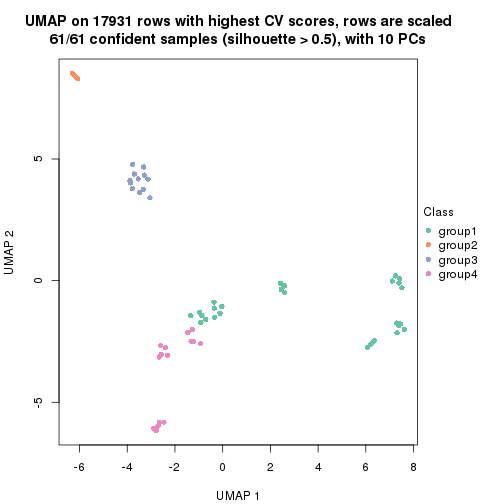 UMAP on 17931 rows with highest CV scores, rows are scaled
61/61 confident samples (silhouette > 0.5), with 10 PCs
UMAP 2
5
0
-5
-6 -4 -2 0 2 4 6 8
UMAP 1
Class
group1
group2
group3
group4